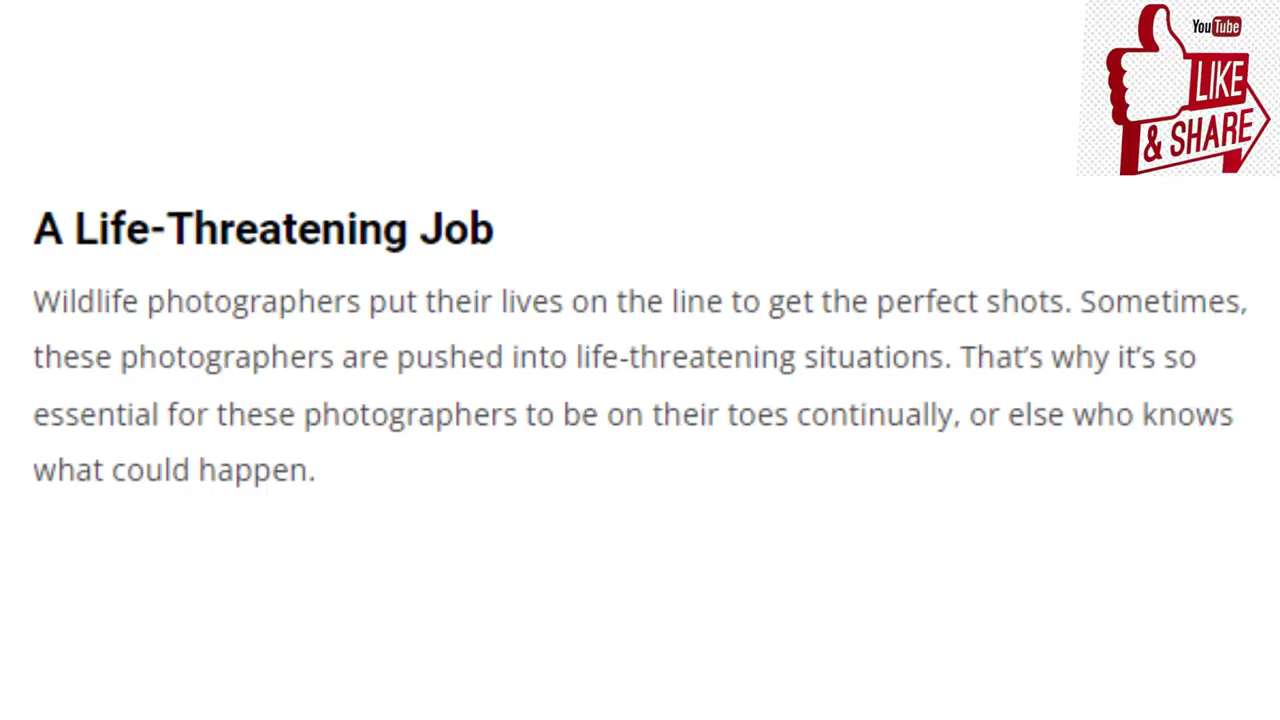 YouTube
LIKE
& SHARE
A Life-Threatening Job
Wildlife photographers put their lives on the line to get the perfect shots. Sometimes,
these photographers are pushed into life-threatening situations. That’s why it’s so
essential for these photographers to be on their toes continually, or else who knows
what could happen.